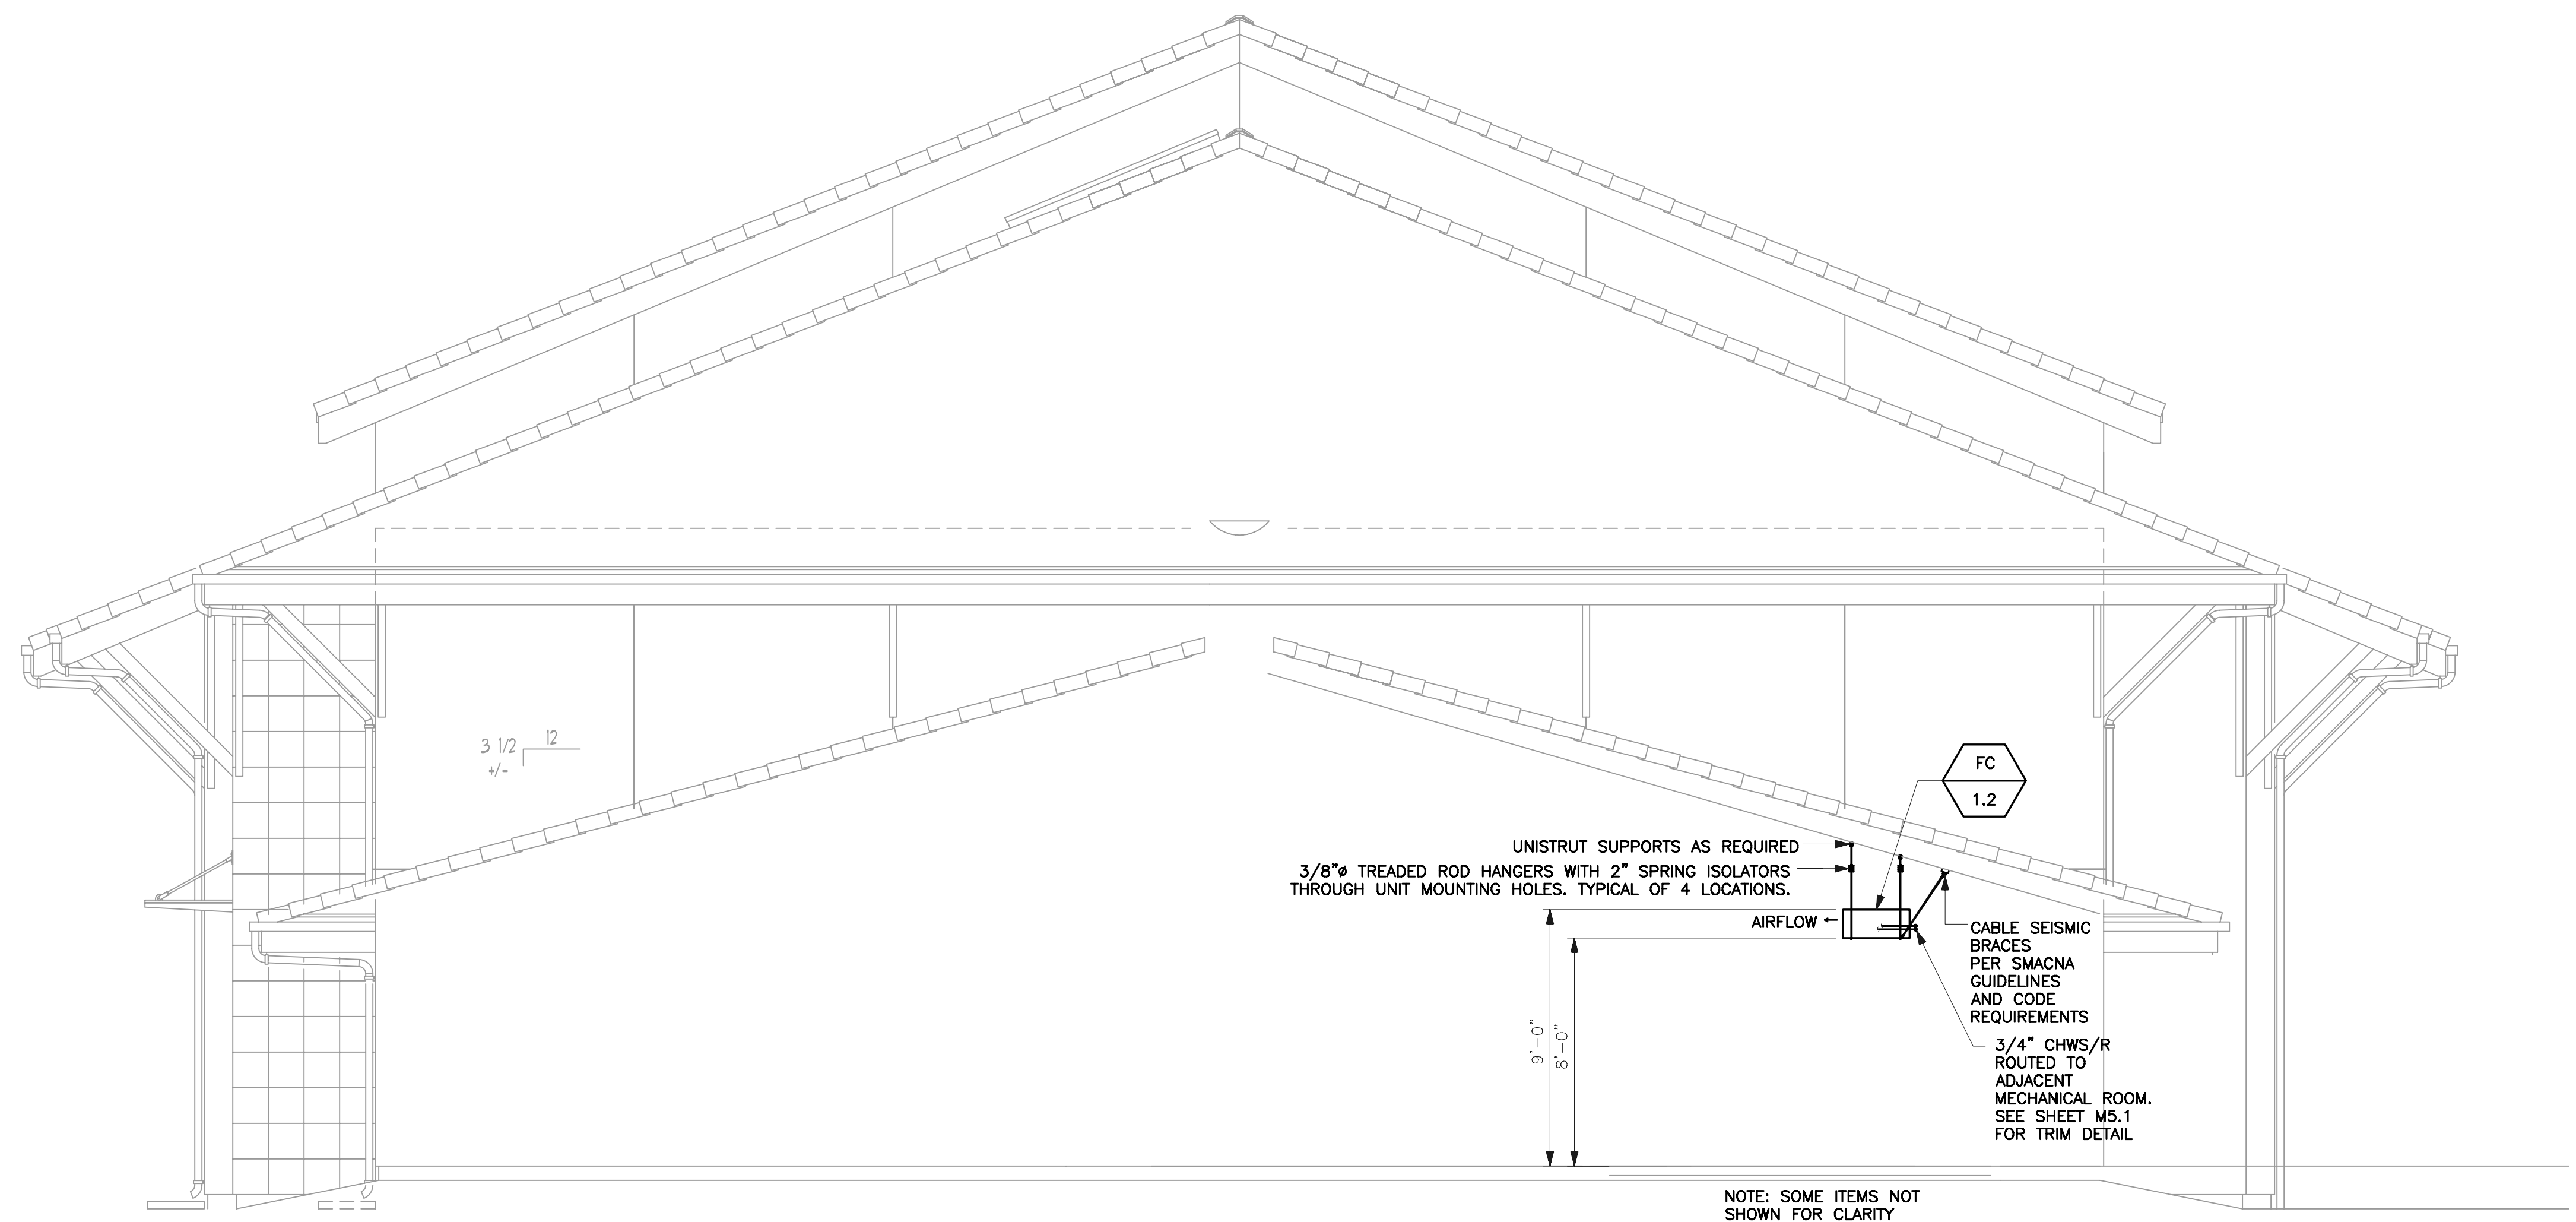 3 1/2
12
+/-
FC
1.2
UNISTRUT SUPPORTS AS REQUIRED
3/8"ø TREADED ROD HANGERS WITH 2" SPRING ISOLATORS
THROUGH UNIT MOUNTING HOLES. TYPICAL OF 4 LOCATIONS.
AIRFLOW
CABLE SEISMIC
BRACES
PER SMACNA
GUIDELINES
AND CODE
REQUIREMENTS
9'-0"
8'-0"
3/4" CHWS/R
ROUTED TO
ADJACENT
MECHANICAL ROOM.
SEE SHEET M5.1
FOR TRIM DETAIL
NOTE: SOME ITEMS NOT
SHOWN FOR CLARITY